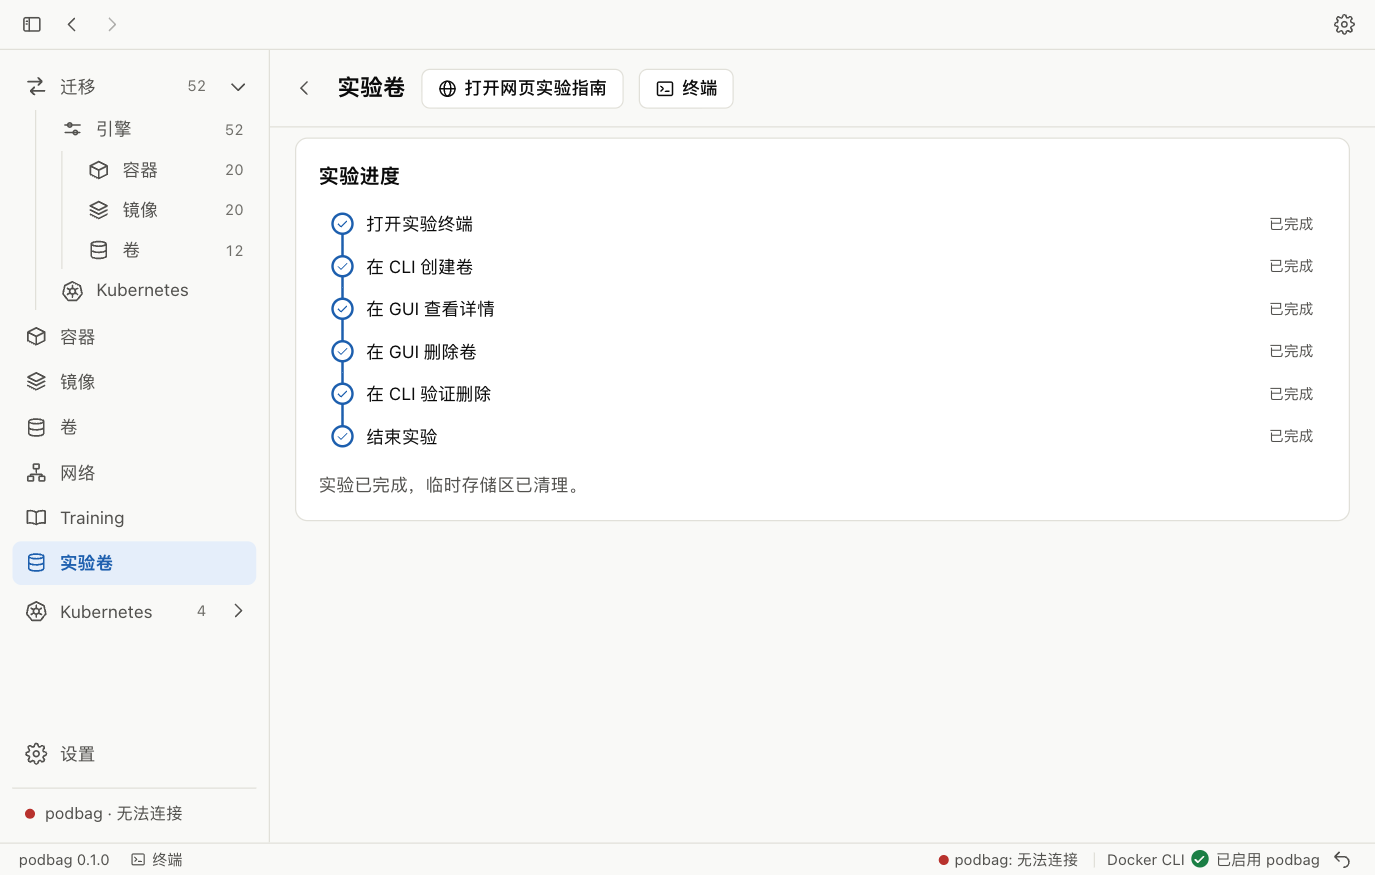 迁移 52
引擎 52
容器 20
镜像 20
卷 12
Kubernetes
容器
镜像
卷
网络
Training
实验卷
Kubernetes 4
设置
podbag · 无法连接
实验卷 打开网页实验指南 终端
实验进度
打开实验终端 已完成
在 CLI 创建卷 已完成
在 GUI 查看详情 已完成
在 GUI 删除卷 已完成
在 CLI 验证删除 已完成
结束实验 已完成
实验已完成，临时存储区已清理。
podbag 0.1.0 终端 podbag: 无法连接 Docker CLI 已启用 podbag